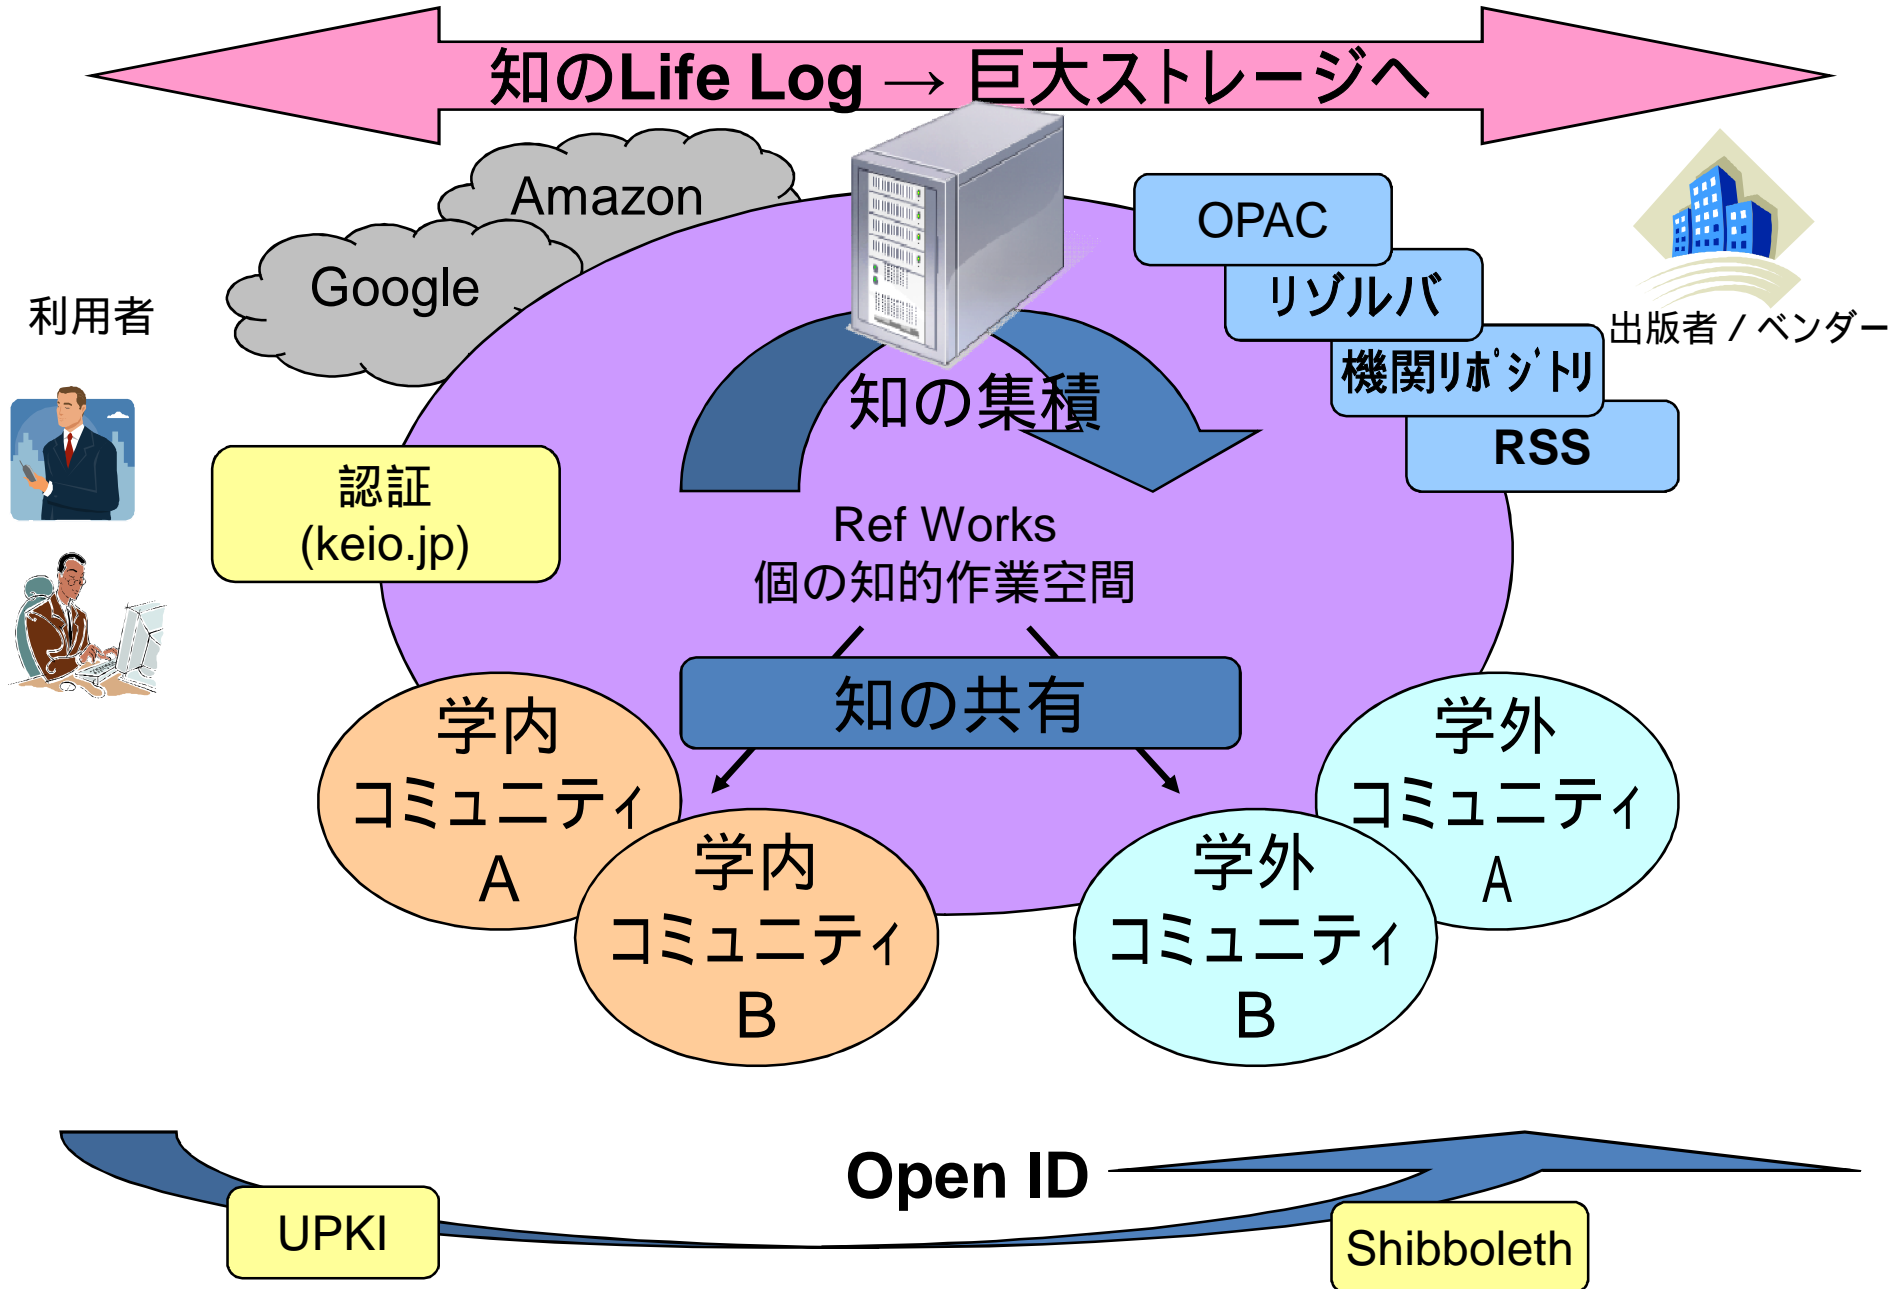 知のLife Log → 巨大ストレージへ
Amazon
Google
OPAC
リゾルバ
機関ﾘﾎﾟｼﾞﾄﾘ
RSS
利用者
出版者 / ベンダー
知の集積
認証
(keio.jp)
Ref Works
個の知的作業空間
知の共有
学内
コミュニティ
A
学内
コミュニティ
B
学外
コミュニティ
B
学外
コミュニティ
A
Open ID
UPKI
Shibboleth